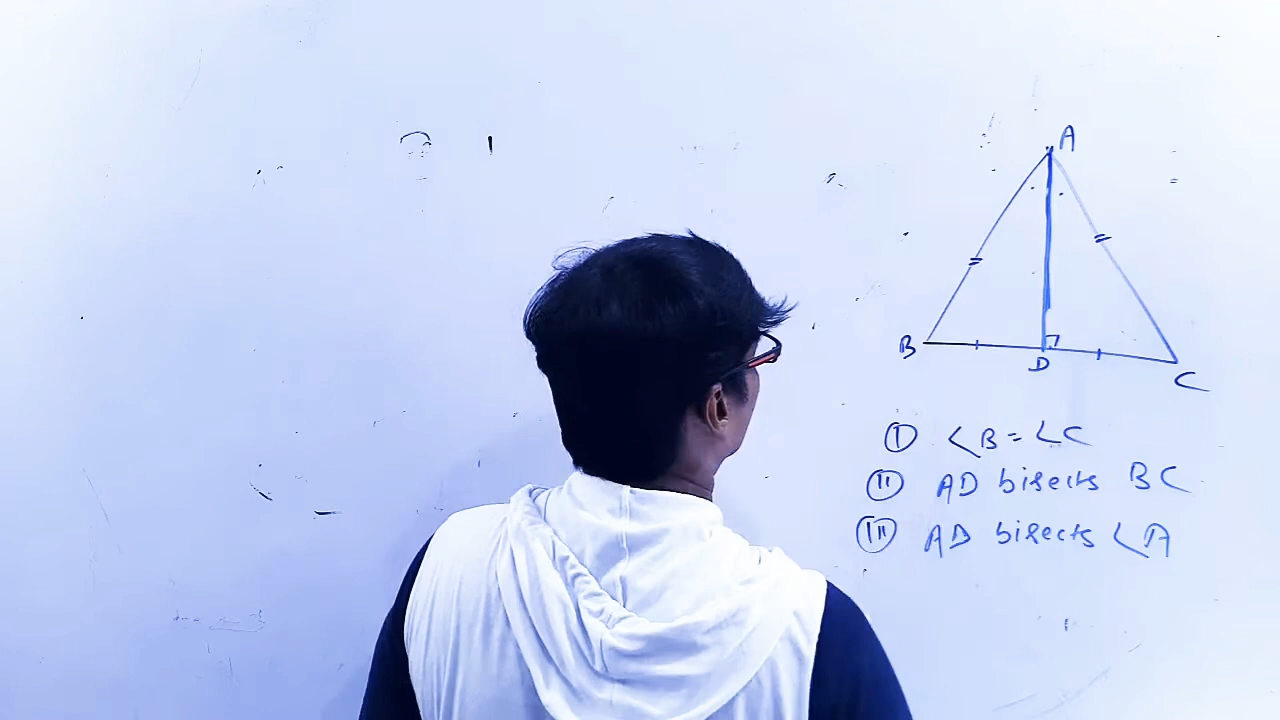 A
B
D
C
(I) ∠B = ∠C
(II) AD bisects BC
(III) AD bisects ∠A